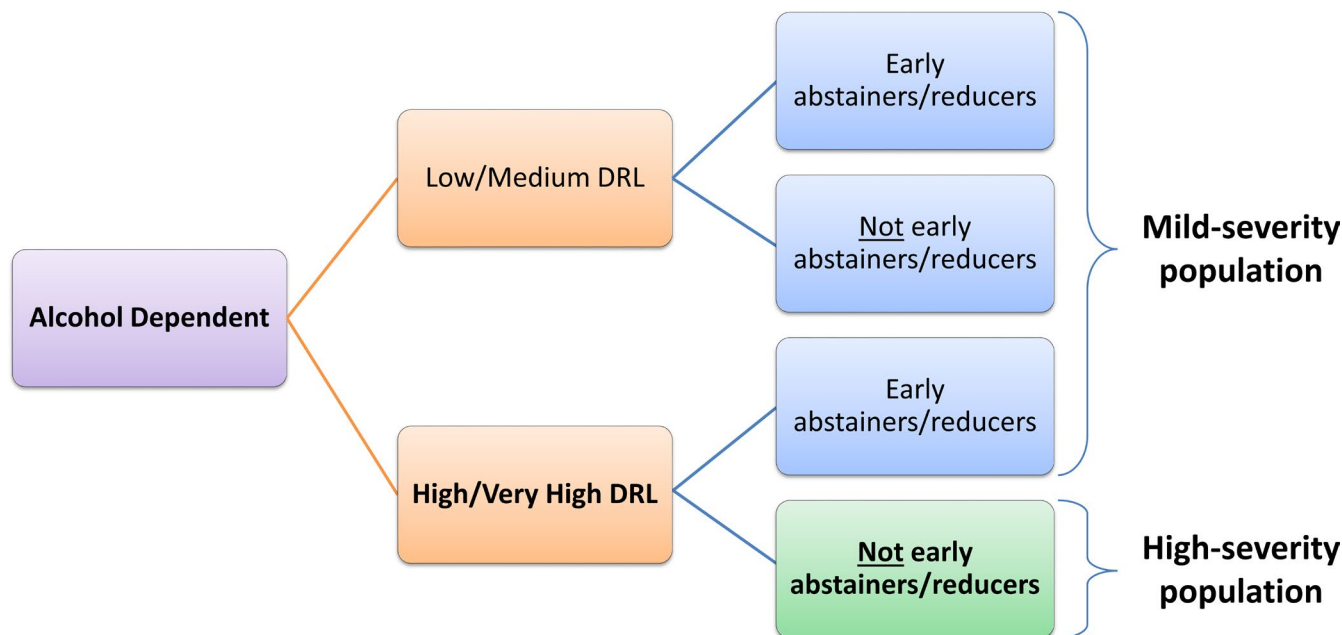 Alcohol Dependent
Low/Medium DRL
High/Very High DRL
Early
abstainers/reducers
Not early
abstainers/reducers
Early
abstainers/reducers
Not early
abstainers/reducers
Mild-severity
population
High-severity
population